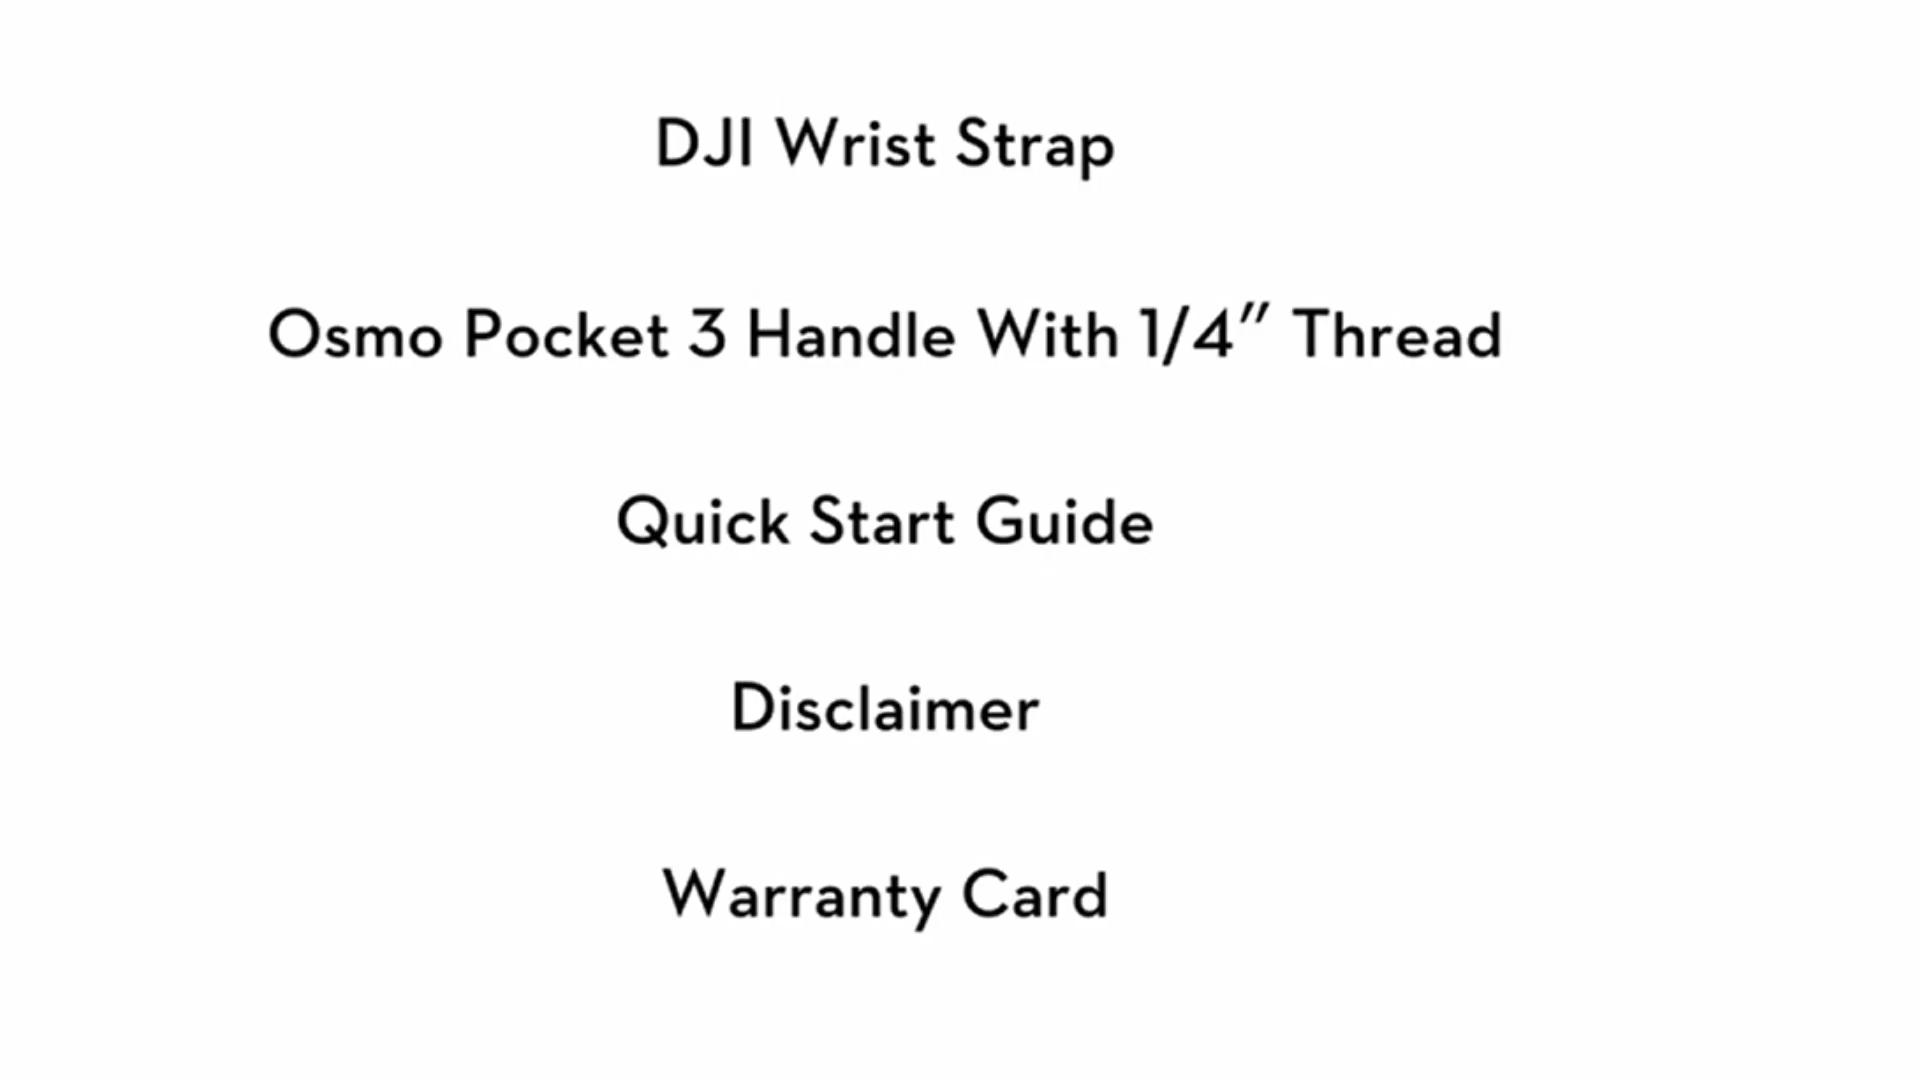 DJI Wrist Strap
Osmo Pocket 3 Handle With 1/4″ Thread
Quick Start Guide
Disclaimer
Warranty Card